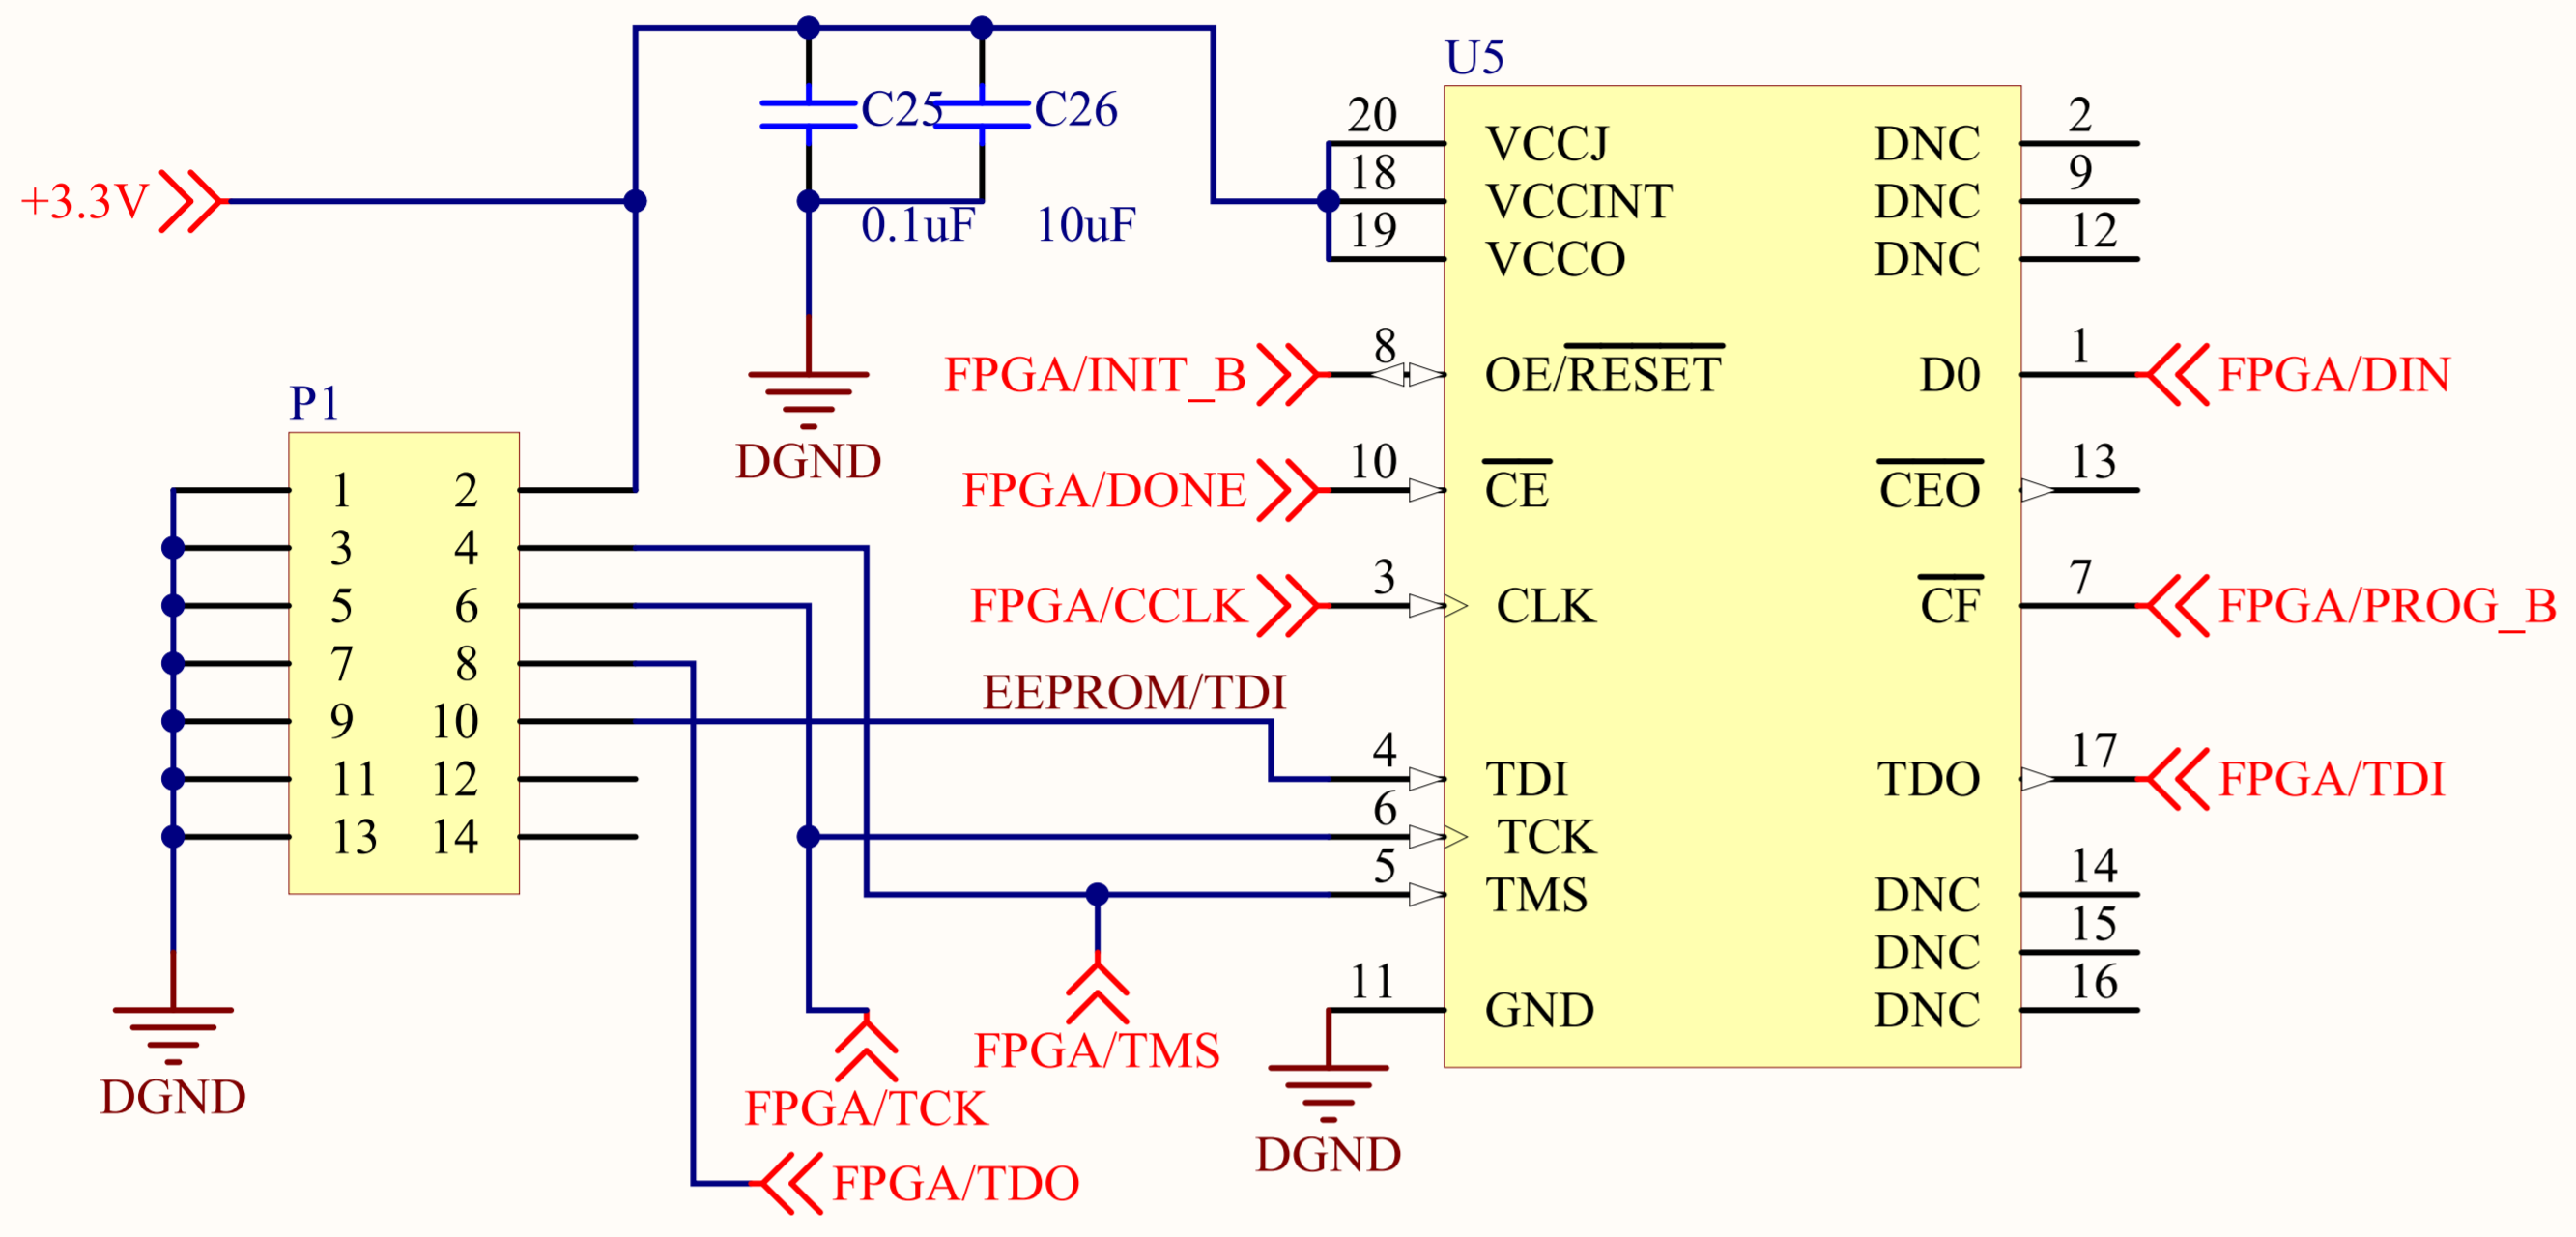 U5
C25
C26
20
VCCJ
DNC
2
18
VCCINT
DNC
9
+3.3V
0.1uF
10uF
19
VCCO
DNC
12
FPGA/INIT_B
8
OE/RESET
D0
1
FPGA/DIN
P1
DGND
FPGA/DONE
10
CE
CEO
13
1
2
3
4
5
6
7
8
9
10
11
12
13
14
FPGA/CCLK
3
CLK
CF
7
FPGA/PROG_B
EEPROM/TDI
4
TDI
TDO
17
FPGA/TDI
6
TCK
5
TMS
DNC
14
DNC
15
11
GND
DNC
16
DGND
FPGA/TMS
FPGA/TCK
DGND
FPGA/TDO